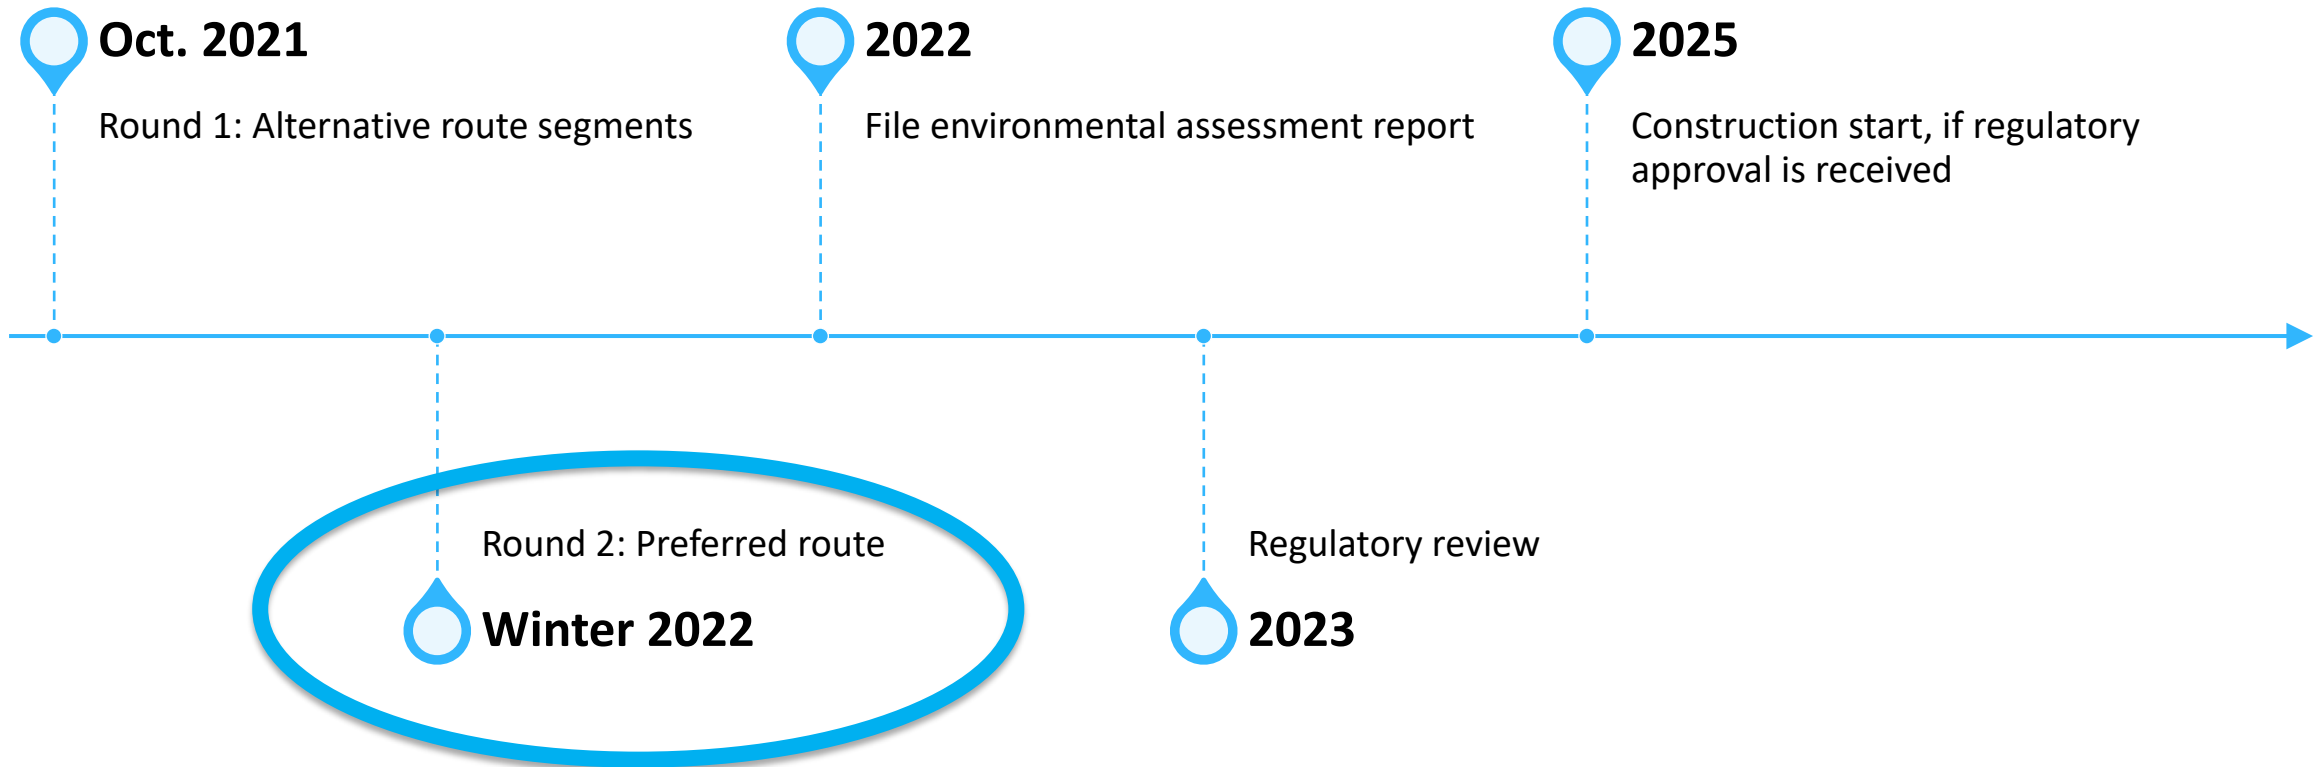 Oct. 2021
Round 1: Alternative route segments
2022
File environmental assessment report
2025
Construction start, if regulatory
approval is received
Round 2: Preferred route
Winter 2022
Regulatory review
2023